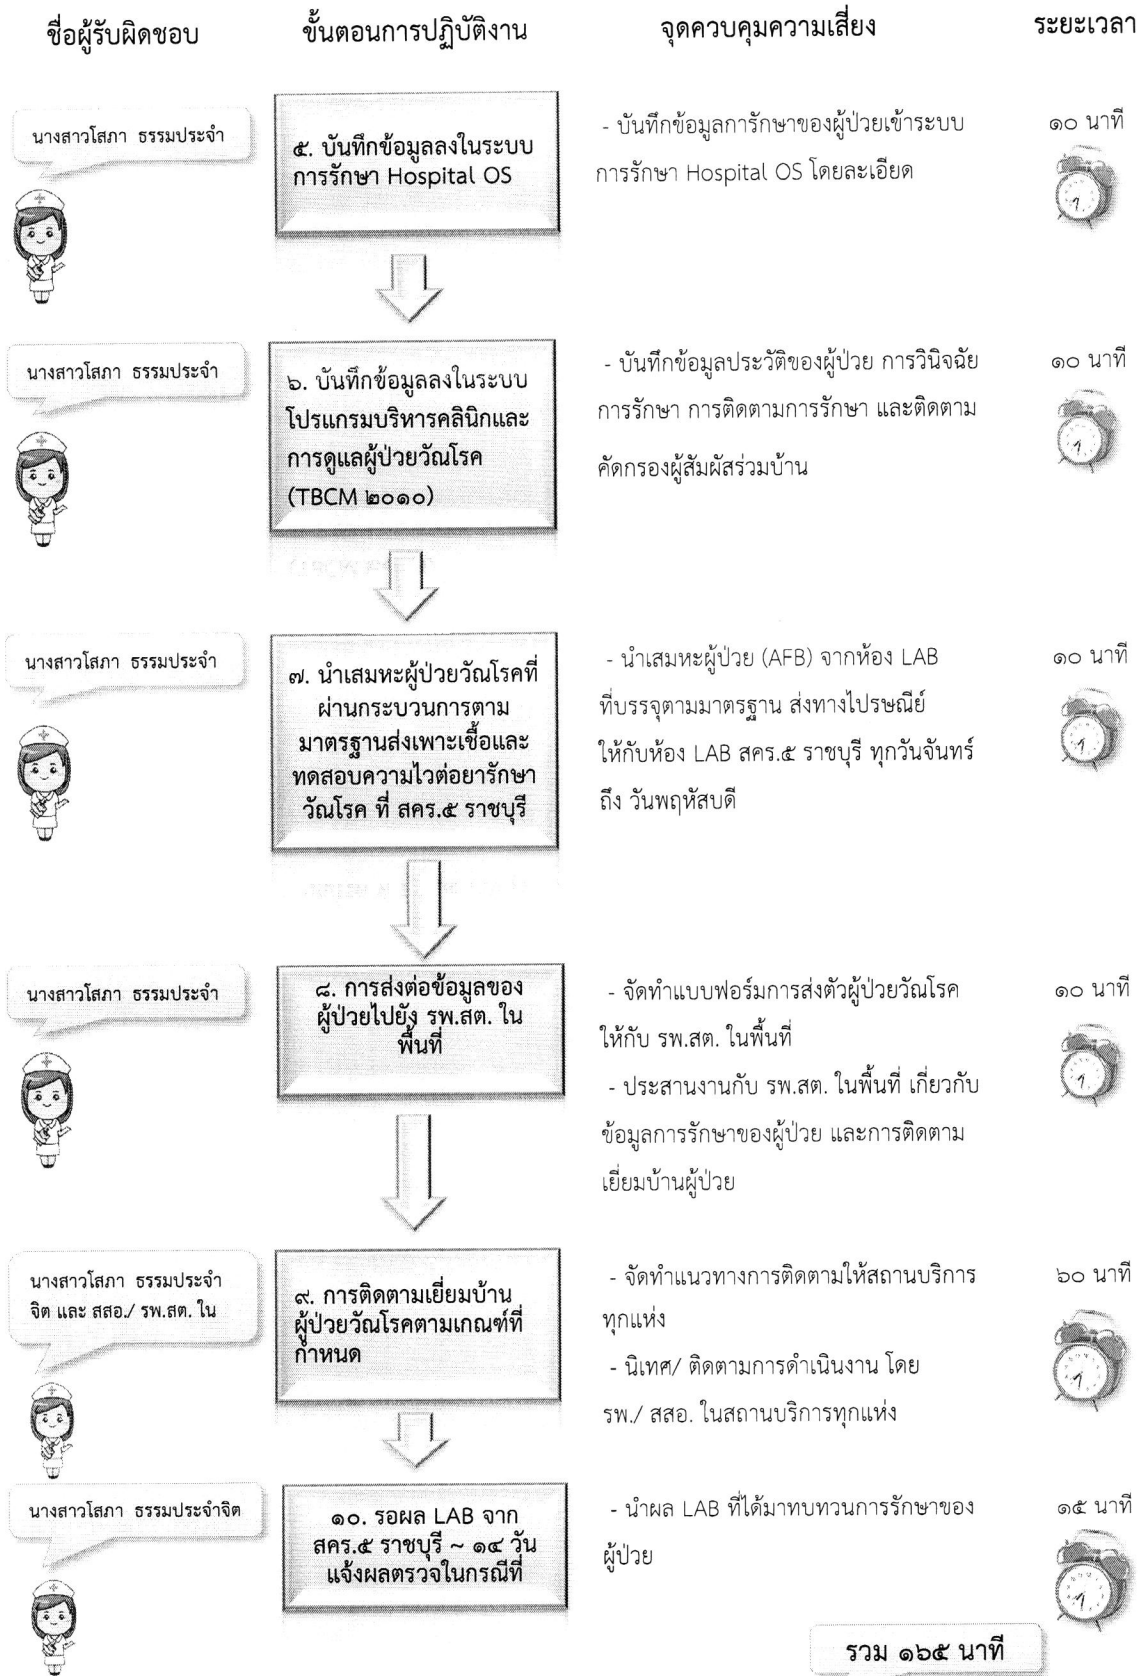 ชื่อผู้รับผิดชอบ ขั้นตอนการปฏิบัติงาน จุดควบคุมความเสี่ยง ระยะเวลา
นางสาวโสภา ธรรมประจำ
๕. บันทึกข้อมูลลงในระบบ
การรักษา Hospital OS
- บันทึกข้อมูลการรักษาของผู้ป่วยเข้าระบบ
การรักษา Hospital OS โดยละเอียด
๑๐ นาที
นางสาวโสภา ธรรมประจำ
๖. บันทึกข้อมูลลงในระบบ
โปรแกรมบริหารคลินิกและ
การดูแลผู้ป่วยวัณโรค
(TBCM ๒๐๑๐)
- บันทึกข้อมูลประวัติของผู้ป่วย การวินิจฉัย
การรักษา การติดตามการรักษา และติดตาม
คัดกรองผู้สัมผัสร่วมบ้าน
๑๐ นาที
นางสาวโสภา ธรรมประจำ
๗. นำเสมหะผู้ป่วยวัณโรคที่
ผ่านกระบวนการตาม
มาตรฐานส่งเพาะเชื้อและ
ทดสอบความไวต่อยารักษา
วัณโรค ที่ สคร.๕ ราชบุรี
- นำเสมหะผู้ป่วย (AFB) จากห้อง LAB
ที่บรรจุตามมาตรฐาน ส่งทางไปรษณีย์
ให้กับห้อง LAB สคร.๕ ราชบุรี ทุกวันจันทร์
ถึง วันพฤหัสบดี
๑๐ นาที
นางสาวโสภา ธรรมประจำ
๘. การส่งต่อข้อมูลของ
ผู้ป่วยไปยัง รพ.สต. ใน
พื้นที่
- จัดทำแบบฟอร์มการส่งตัวผู้ป่วยวัณโรค
ให้กับ รพ.สต. ในพื้นที่
- ประสานงานกับ รพ.สต. ในพื้นที่ เกี่ยวกับ
ข้อมูลการรักษาของผู้ป่วย และการติดตาม
เยี่ยมบ้านผู้ป่วย
๑๐ นาที
นางสาวโสภา ธรรมประจำ
จิต และ สสอ./ รพ.สต. ใน
๙. การติดตามเยี่ยมบ้าน
ผู้ป่วยวัณโรคตามเกณฑ์ที่
กำหนด
- จัดทำแนวทางการติดตามให้สถานบริการ
ทุกแห่ง
- นิเทศ/ ติดตามการดำเนินงาน โดย
รพ./ สสอ. ในสถานบริการทุกแห่ง
๖๐ นาที
นางสาวโสภา ธรรมประจำจิต
๑๐. รอผล LAB จาก
สคร.๕ ราชบุรี ~ ๑๔ วัน
แจ้งผลตรวจในกรณีที่
- นำผล LAB ที่ได้มาทบทวนการรักษาของ
ผู้ป่วย
๑๕ นาที
รวม ๑๖๕ นาที